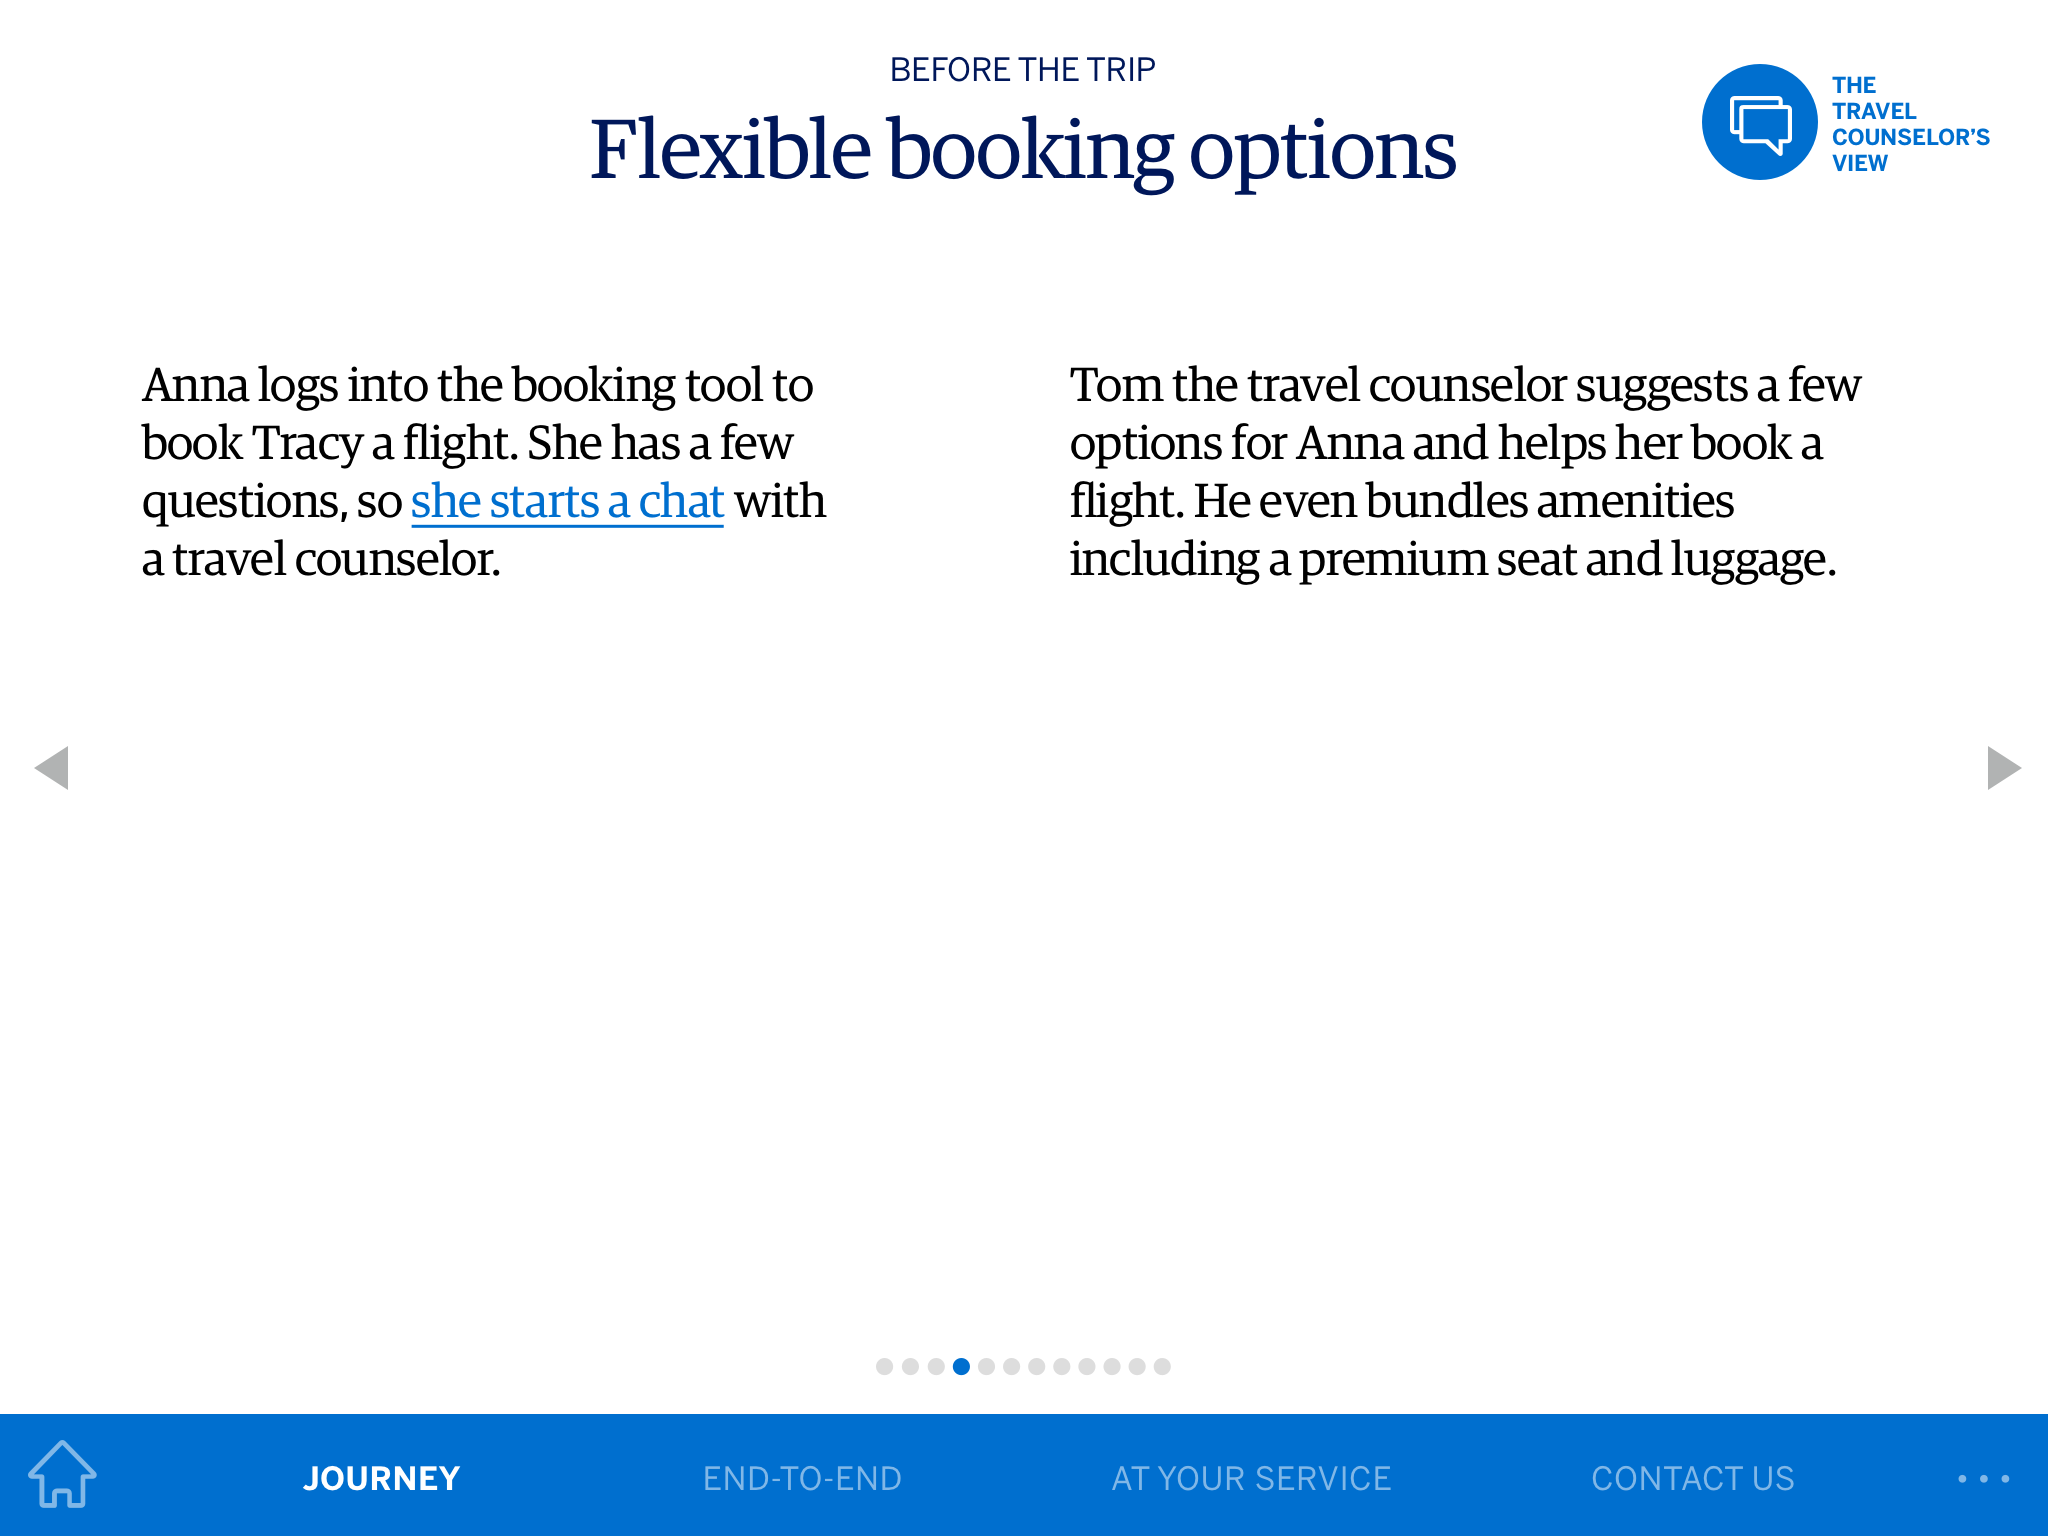 BEFORE THE TRIP
Flexible booking options
THE
TRAVEL
COUNSELOR’S
VIEW
Anna logs into the booking tool to
book Tracy a flight. She has a few
questions, so she starts a chat with
a travel counselor.
Tom the travel counselor suggests a few
options for Anna and helps her book a
flight. He even bundles amenities
including a premium seat and luggage.
JOURNEY
END-TO-END
AT YOUR SERVICE
CONTACT US